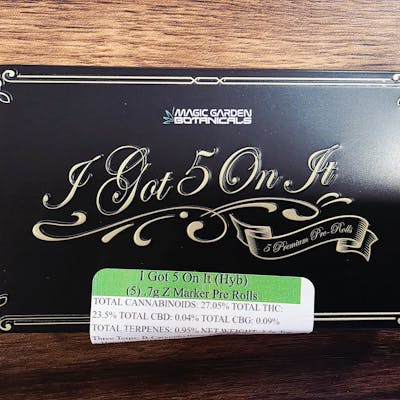 MAGIC GARDEN
BOTANICALS
I Got 5 On It
5 Premium Pre-Rolls
I Got 5 On It (Hyb)
(5) .7g Z Marker Pre Rolls
TOTAL CANNABINOIDS: 27.05% TOTAL THC:
23.5% TOTAL CBD: 0.04% TOTAL CBG: 0.09%
TOTAL TERPENES: 0.95% NET WEIGHT: